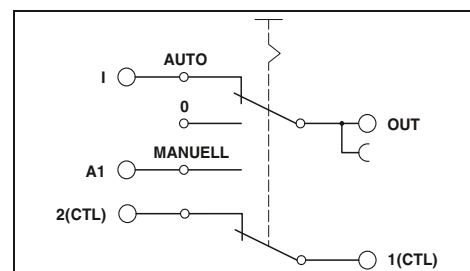 AUTO
I
0
OUT
MANUELL
A1
2(CTL)
1(CTL)